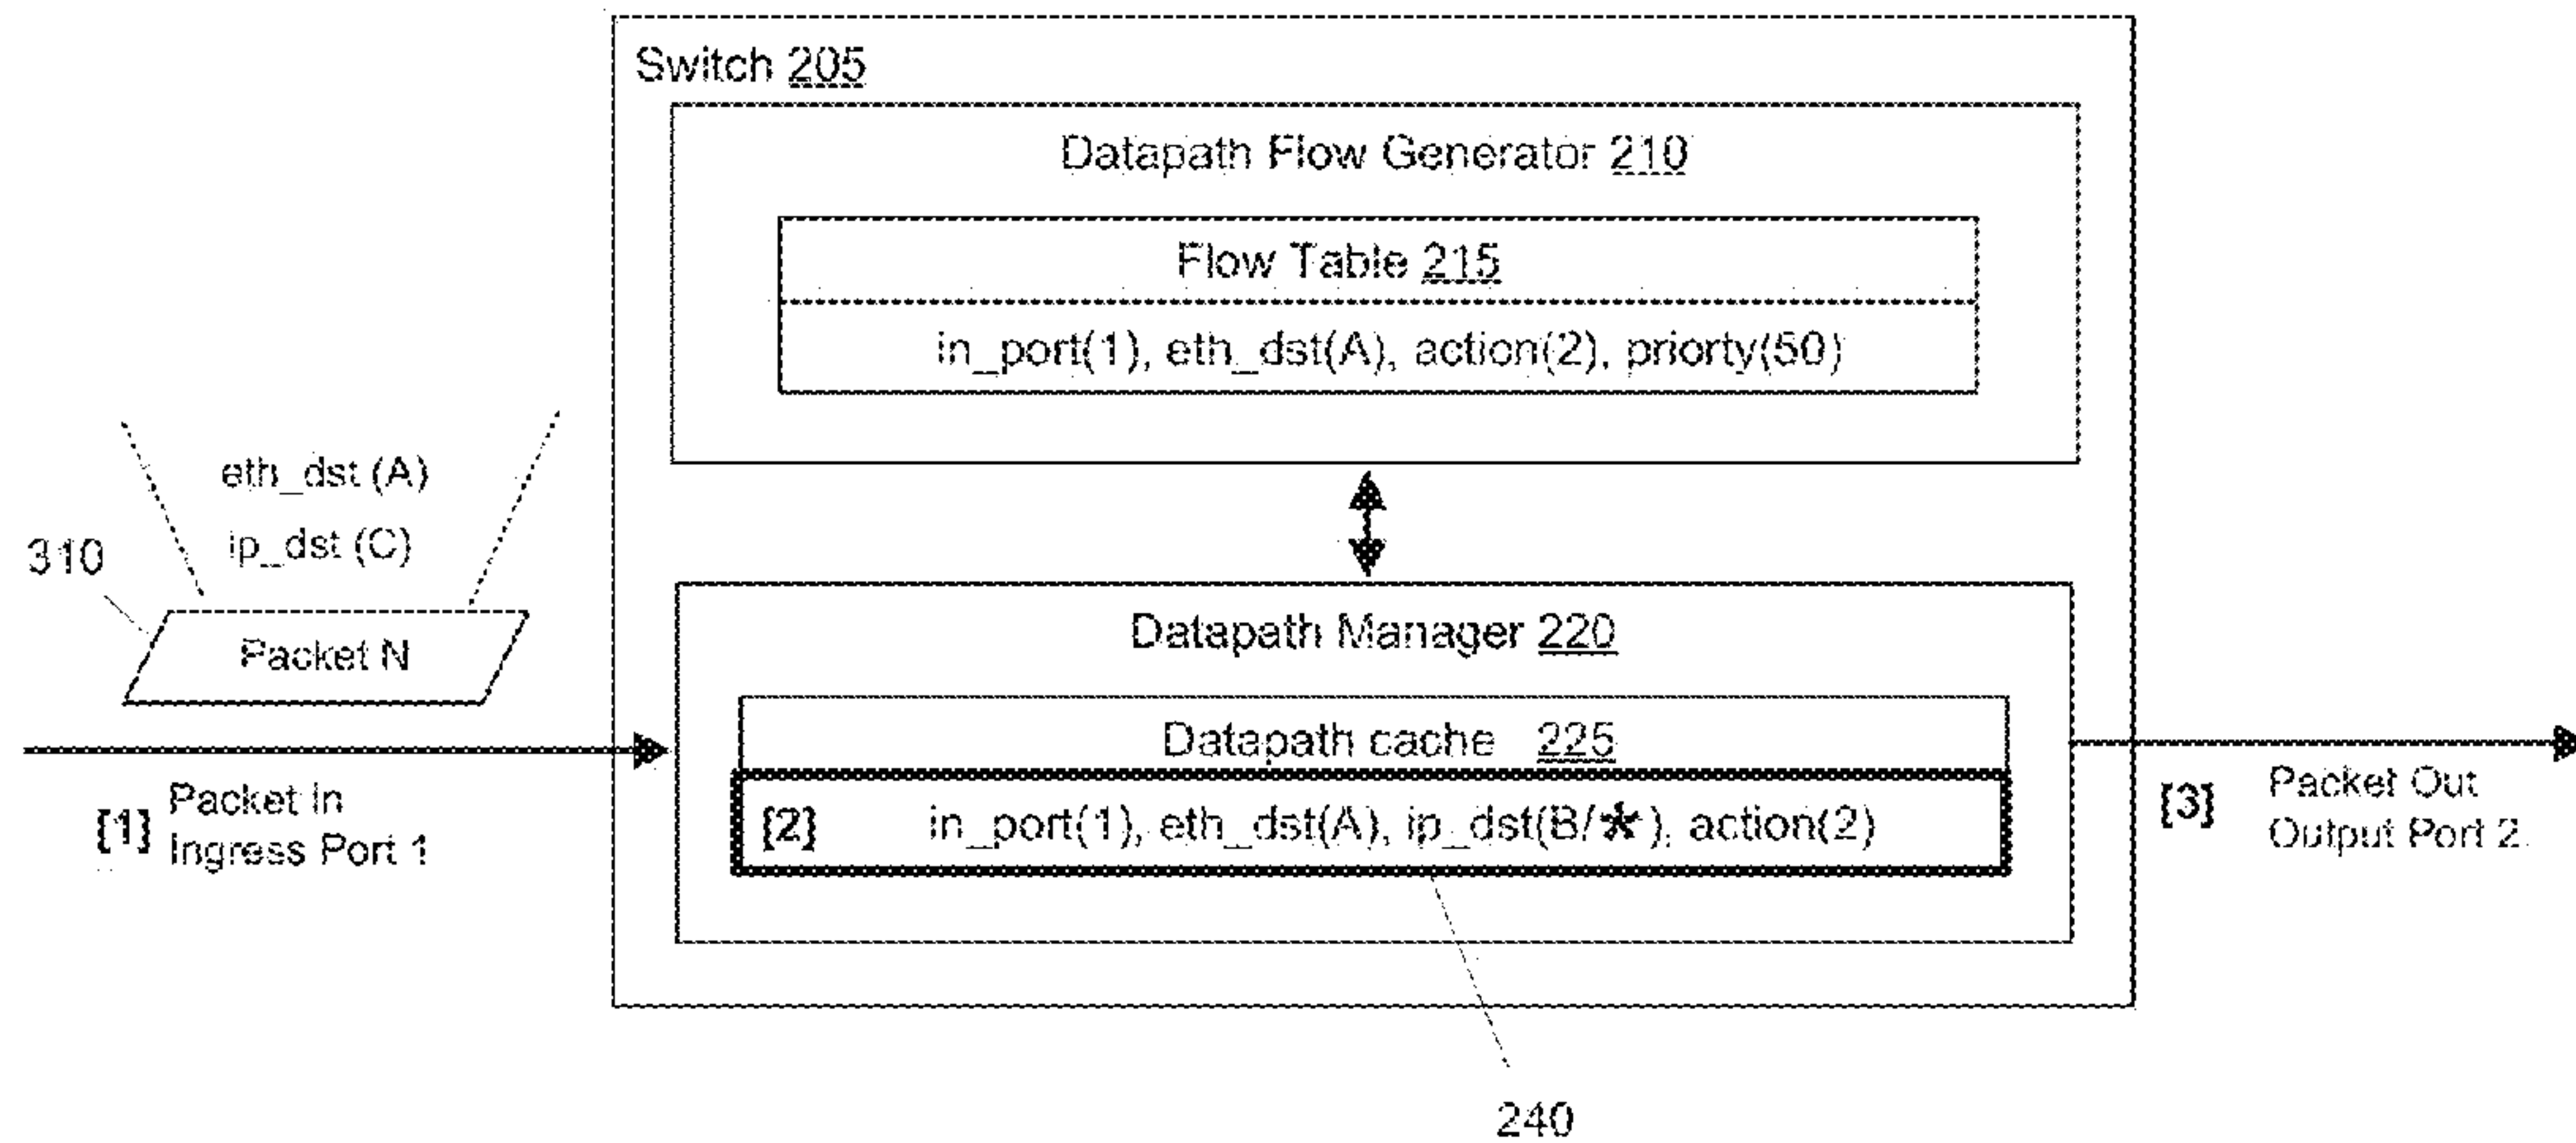 Switch 205
Datapath Flow Generator 210
Flow Table 215
in_port(1), eth_dst(A), action(2), priorty(50)
eth_dst (A)
ip_dst (C)
310
Packet N
Datapath Manager 220
Datapath cache 225
[1] Packet In
Ingress Port 1
[2] in_port(1), eth_dst(A), ip_dst(B/*), action(2)
[3] Packet Out
Output Port 2
240